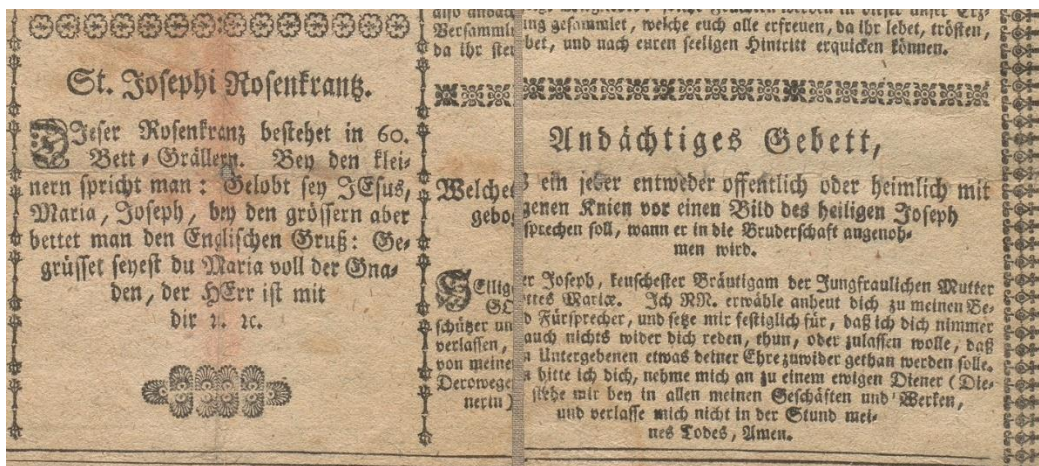 St. Josephi Rosenkrantz.
DIeser Rosenkranz bestehet in 60.
Bett-Grällern. Bey den klei-
nern spricht man: Gelobt sey JEsus,
Maria, Joseph, bey den grössern aber
bettet man den Englischen Gruß: Ge-
grüsset seyest du Maria voll der Gna-
den, der HErr ist mit
dir ꝛc. ꝛc.
Versammlung gesammlet, welche euch alle erfreuen, da ihr lebet, trösten,
da ihr sterbet, und nach euren seeligen Hintritt erquicken können.
Andächtiges Gebett,
Welches ein jeder entweder offentlich oder heimlich mit
gebogenen Knien vor einen Bild des heiligen Joseph
sprechen soll, wann er in die Bruderschaft angenoh-
men wird.
SEiliger Joseph, keuschester Bräutigam der Jungfraulichen Mutter
GOttes Mariæ. Ich NN. erwähle anheut dich zu meinen Be-
schützer und Fürsprecher, und setze mir festiglich für, daß ich dich nimmer
verlassen, auch nichts wider dich reden, thun, oder zulassen wolle, daß
von meinen Untergebenen etwas deiner Ehre zuwider gethan werden solle.
Derowegen bitte ich dich, nehme mich an zu einem ewigen Diener (Die-
nerin) stehe mir bey in allen meinen Geschäften und Werken,
und verlasse mich nicht in der Stund mei-
nes Todes, Amen.